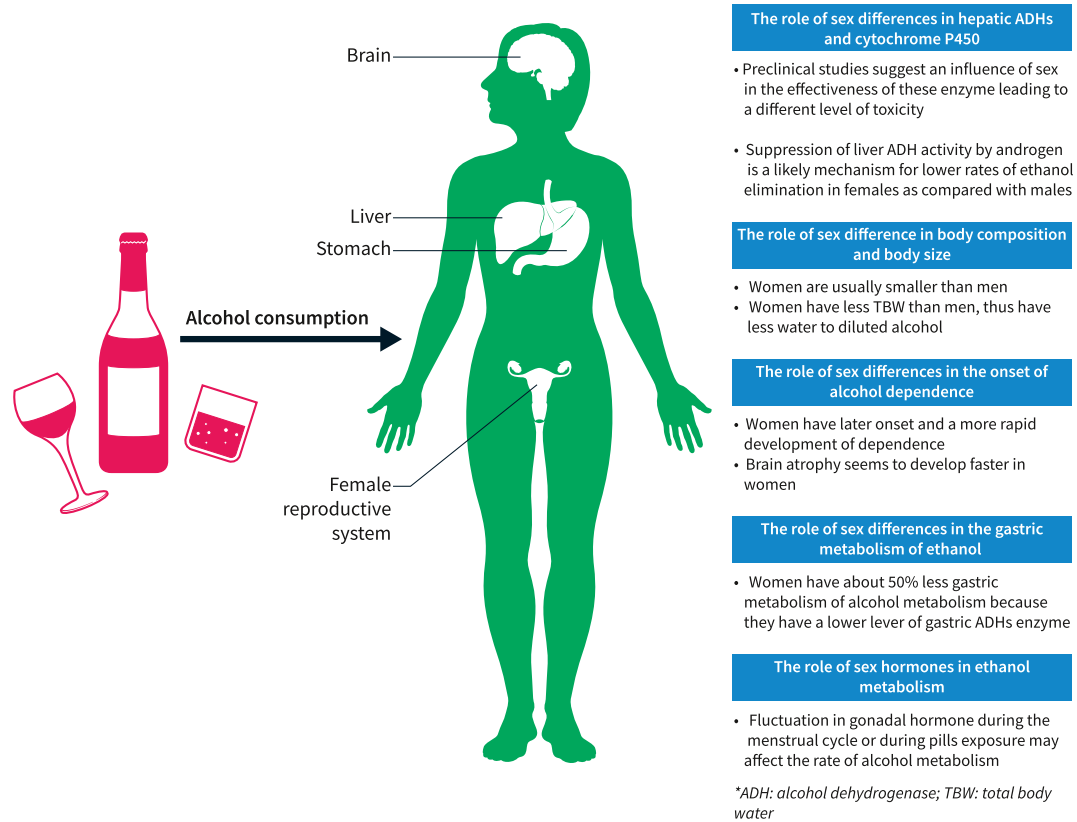 Brain
Liver
Stomach
Alcohol consumption
Female
reproductive
system
The role of sex differences in hepatic ADHs
and cytochrome P450
• Preclinical studies suggest an influence of sex
in the effectiveness of these enzyme leading to
a different level of toxicity
• Suppression of liver ADH activity by androgen
is a likely mechanism for lower rates of ethanol
elimination in females as compared with males
The role of sex difference in body composition
and body size
• Women are usually smaller than men
• Women have less TBW than men, thus have
less water to diluted alcohol
The role of sex differences in the onset of
alcohol dependence
• Women have later onset and a more rapid
development of dependence
• Brain atrophy seems to develop faster in
women
The role of sex differences in the gastric
metabolism of ethanol
• Women have about 50% less gastric
metabolism of alcohol metabolism because
they have a lower lever of gastric ADHs enzyme
The role of sex hormones in ethanol
metabolism
• Fluctuation in gonadal hormone during the
menstrual cycle or during pills exposure may
affect the rate of alcohol metabolism
*ADH: alcohol dehydrogenase; TBW: total body
water